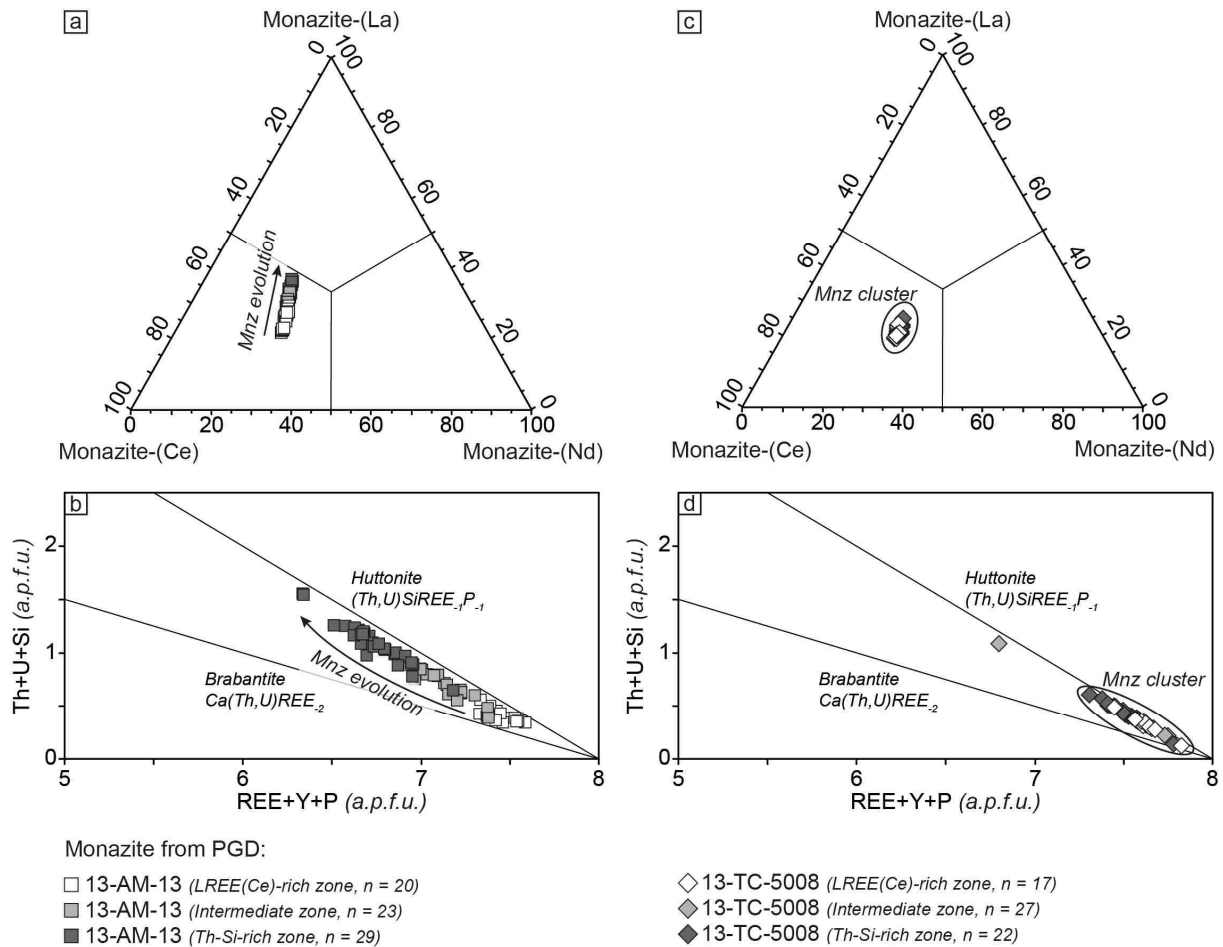 a
Monazite-(La)
0
100
20
80
40
60
Mnz evolution
60
40
80
20
100
0
0 20 40 60 80 100
Monazite-(Ce)
Monazite-(Nd)
c
Monazite-(La)
0
100
20
80
40
60
Mnz cluster
60
40
80
20
100
0
0 20 40 60 80 100
Monazite-(Ce)
Monazite-(Nd)
b
Th+U+Si (a.p.f.u.)
2
1
0
Huttonite
(Th,U)SiREE₋₁P₋₁
Mnz evolution
Brabantite
Ca(Th,U)REE₋₂
5 6 7 8
REE+Y+P (a.p.f.u.)
d
Th+U+Si (a.p.f.u.)
2
1
0
Huttonite
(Th,U)SiREE₋₁P₋₁
Mnz cluster
Brabantite
Ca(Th,U)REE₋₂
5 6 7 8
REE+Y+P (a.p.f.u.)
Monazite from PGD:
13-AM-13 (LREE(Ce)-rich zone, n = 20)
13-AM-13 (Intermediate zone, n = 23)
13-AM-13 (Th-Si-rich zone, n = 29)
13-TC-5008 (LREE(Ce)-rich zone, n = 17)
13-TC-5008 (Intermediate zone, n = 27)
13-TC-5008 (Th-Si-rich zone, n = 22)